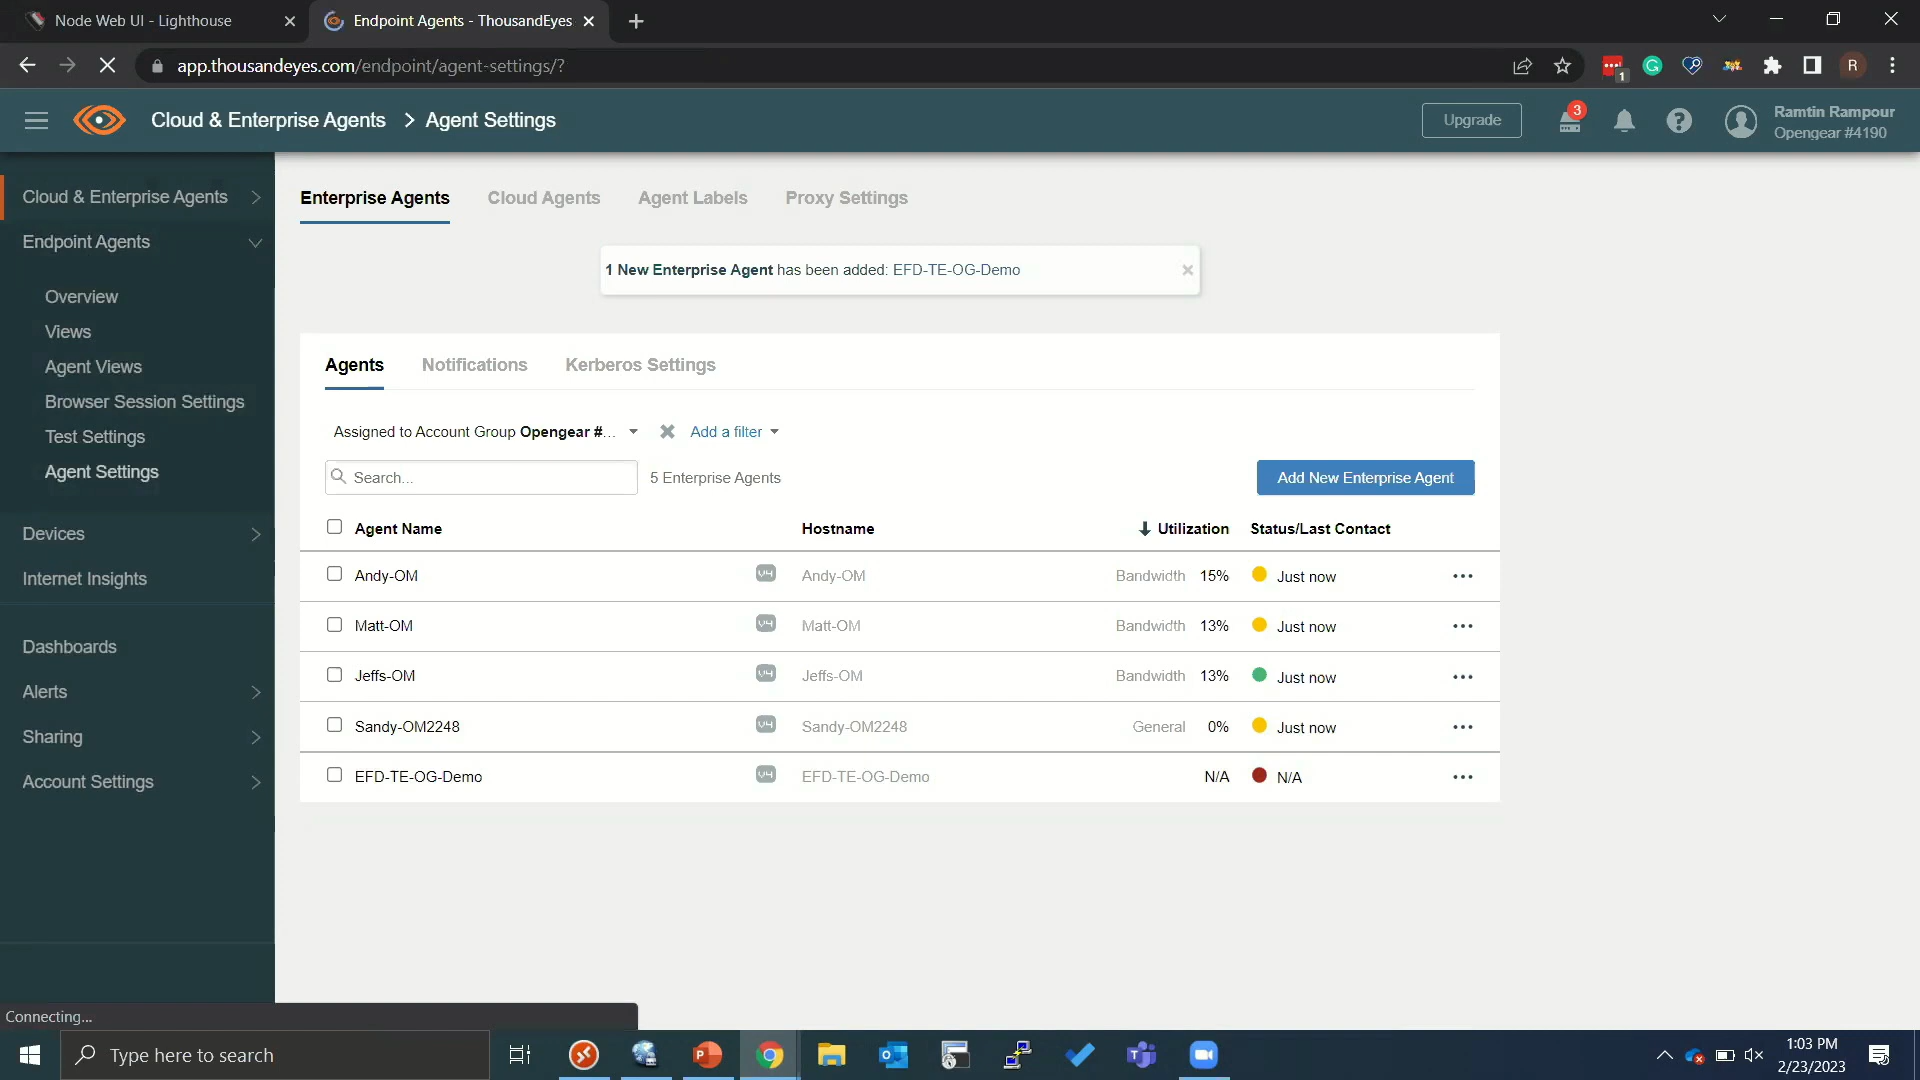 Node Web UI - Lighthouse
Endpoint Agents - ThousandEyes
app.thousandeyes.com/endpoint/agent-settings/?
1
R
Cloud & Enterprise Agents > Agent Settings
Upgrade
3
Ramtin Rampour
Opengear #4190
Cloud & Enterprise Agents
Endpoint Agents
Overview
Views
Agent Views
Browser Session Settings
Test Settings
Agent Settings
Devices
Internet Insights
Dashboards
Alerts
Sharing
Account Settings
Enterprise Agents Cloud Agents Agent Labels Proxy Settings
1 New Enterprise Agent has been added: EFD-TE-OG-Demo
Agents Notifications Kerberos Settings
Assigned to Account Group Opengear #... Add a filter
Search... 5 Enterprise Agents Add New Enterprise Agent
Agent Name Hostname Utilization Status/Last Contact
Andy-OM V4 Andy-OM Bandwidth 15% Just now
Matt-OM V4 Matt-OM Bandwidth 13% Just now
Jeffs-OM V4 Jeffs-OM Bandwidth 13% Just now
Sandy-OM2248 V4 Sandy-OM2248 General 0% Just now
EFD-TE-OG-Demo V4 EFD-TE-OG-Demo N/A N/A
Connecting...
Type here to search
1:03 PM
2/23/2023